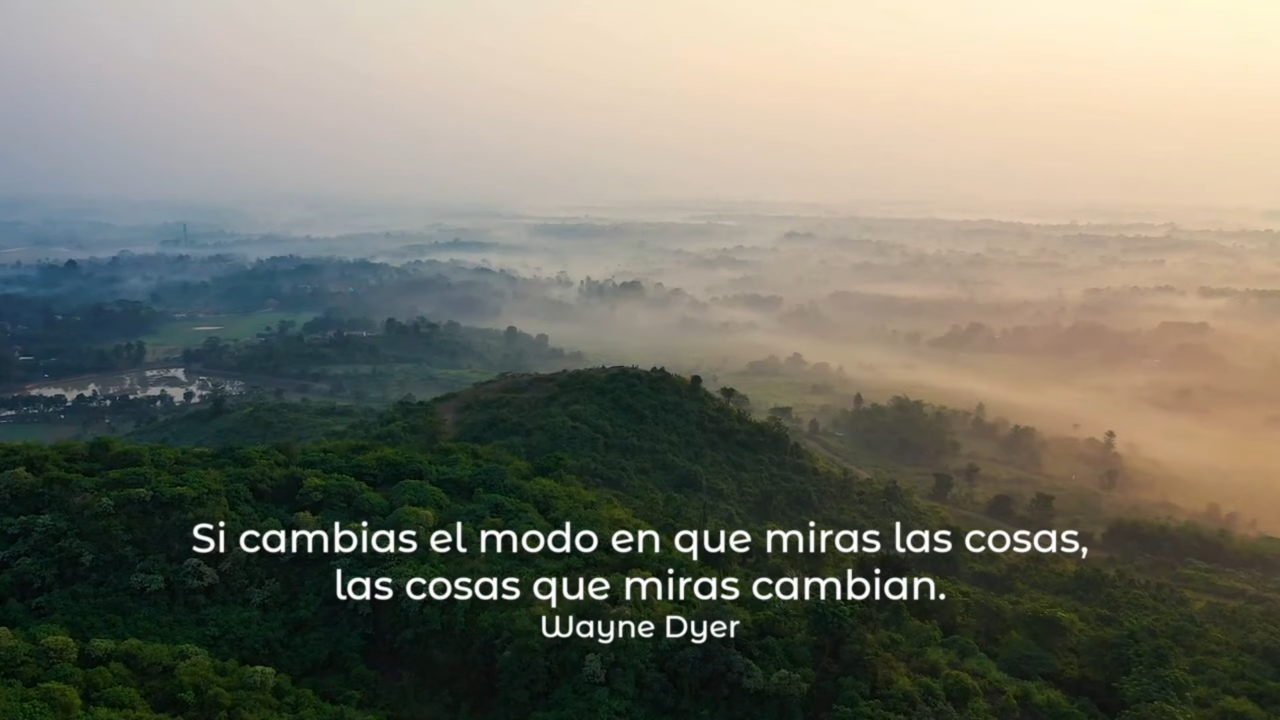 Si cambias el modo en que miras las cosas,
las cosas que miras cambian.
Wayne Dyer